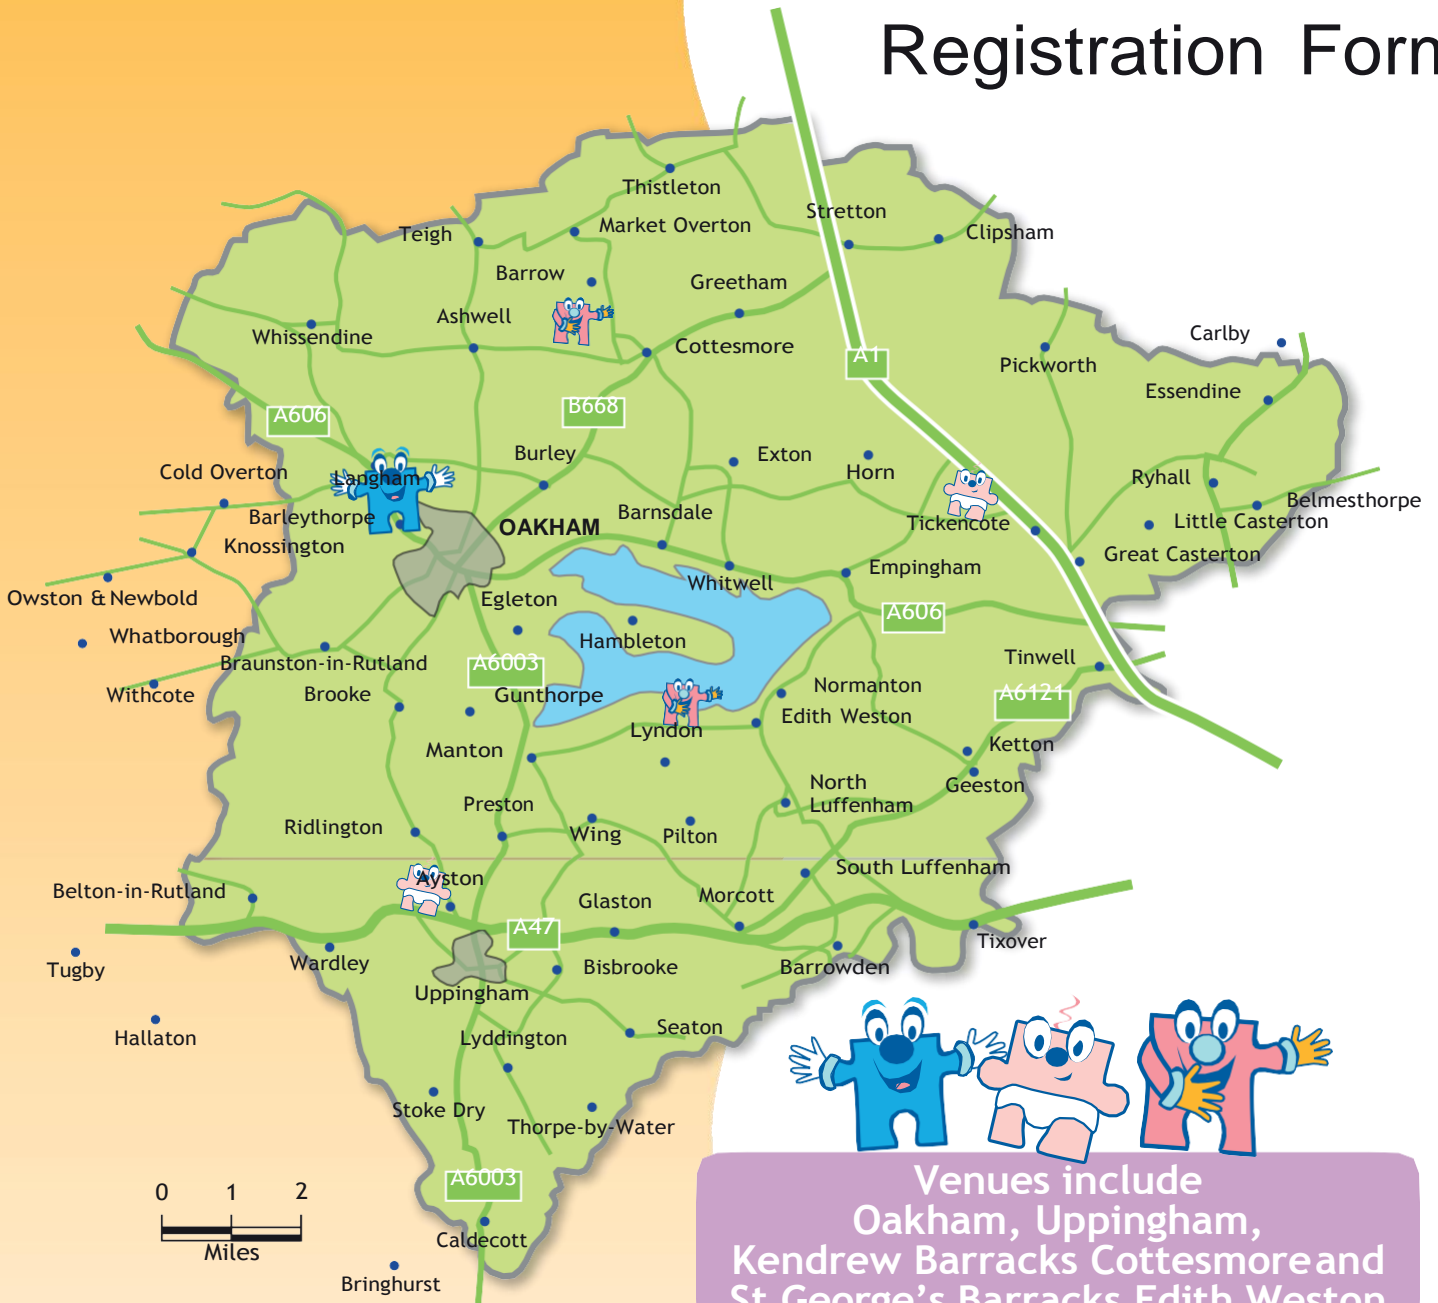 Registration Form
Thistleton
Stretton
Market Overton
Teigh
Clipsham
Barrow
Greetham
Ashwell
Whissendine
Carlby
Cottesmore
A1
Pickworth
Essendine
A606
B668
Burley
Exton
Cold Overton
Langham
Horn
Ryhall
Belmesthorpe
Barleythorpe
OAKHAM
Barnsdale
Tickencote
Little Casterton
Knossington
Great Casterton
Empingham
Whitwell
Owston & Newbold
Egleton
A606
Whatborough
Hambleton
Braunston-in-Rutland
A6003
Tinwell
Withcote
Brooke
Gunthorpe
Normanton
A6121
Edith Weston
Lyndon
Manton
Ketton
North
Luffenham
Geeston
Preston
Ridlington
Wing
Pilton
South Luffenham
Ayston
Belton-in-Rutland
Glaston
Morcott
A47
Tixover
Wardley
Bisbrooke
Barrowden
Tugby
Uppingham
Seaton
Hallaton
Lyddington
Stoke Dry
Thorpe-by-Water
A6003
0 1 2
Miles
Caldecott
Bringhurst
Venues include
Oakham, Uppingham,
Kendrew Barracks Cottesmore and
St George's Barracks Edith Weston